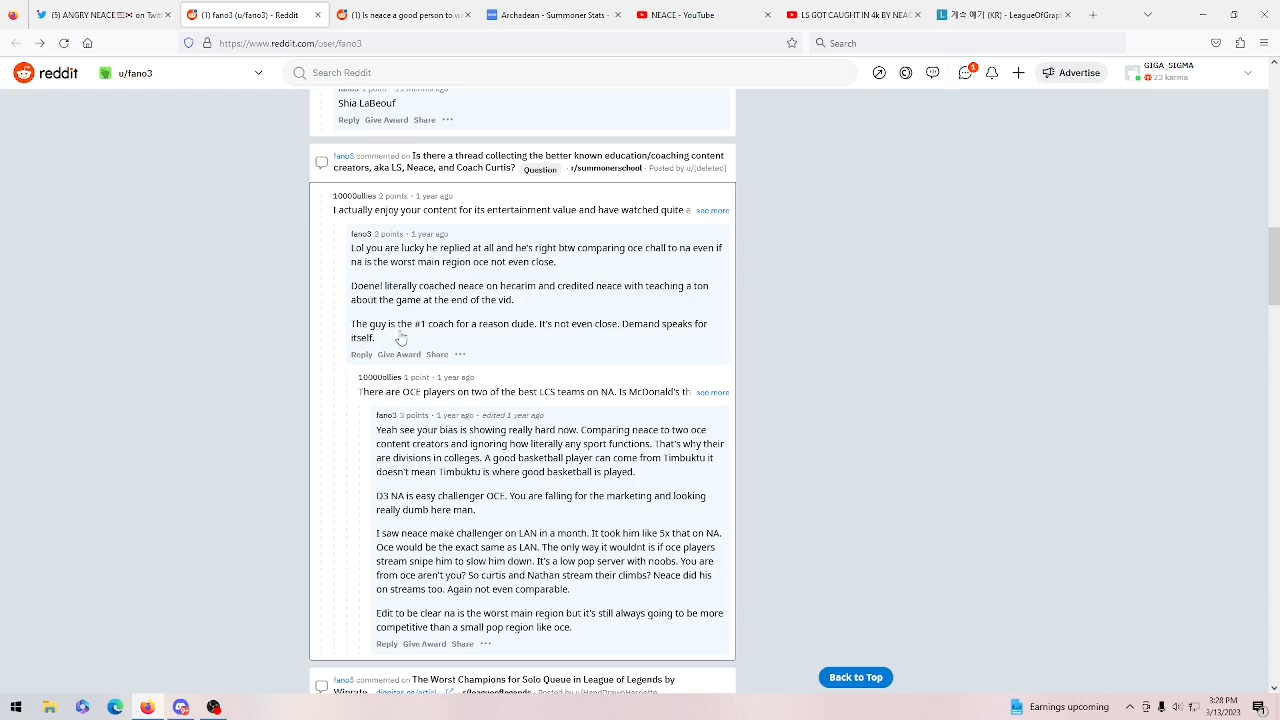 (5) ANDREW NEACE
on Twitt
(1) fano3 (u/fano3) - Reddit
(1) Is neace a good person to w
Archsdan - Summoner Stat
NEACE - YouTube
LS GOT CAUGHT IN 4k
NEACE
(KR) - LeagueOfGrap
https://www.reddit.com/user/fano3
Search
reddit
u/fano3
Search Reddit
1
Advertise
GIGA_SIGMA
23 karma
fano3 1 point · 11 months ago
Shia LaBeouf
Reply Give Award Share ···
fano3 commented on Is there a thread collecting the better known education/coaching content
creators, aka LS, Neace, and Coach Curtis? Question · r/summonerschool · Posted by u/[deleted]
10000ollies 2 points · 1 year ago
I actually enjoy your content for its entertainment value and have watched quite a see more
fano3 2 points · 1 year ago
Lol you are lucky he replied at all and he's right btw comparing oce chall to na even if
na is the worst main region oce not even close.
Doenel literally coached neace on hecarim and credited neace with teaching a ton
about the game at the end of the vid.
The guy is the #1 coach for a reason dude. It's not even close. Demand speaks for
itself.
Reply Give Award Share ···
10000ollies 1 point · 1 year ago
There are OCE players on two of the best LCS teams on NA. Is McDonald's th see more
fano3 3 points · 1 year ago · edited 1 year ago
Yeah see your bias is showing really hard now. Comparing neace to two oce
content creators and ignoring how literally any sport functions. That's why their
are divisions in colleges. A good basketball player can come from Timbuktu it
doesn't mean Timbuktu is where good basketball is played.
D3 NA is easy challenger OCE. You are falling for the marketing and looking
really dumb here man.
I saw neace make challenger on LAN in a month. It took him like 5x that on NA.
Oce would be the exact same as LAN. The only way it wouldnt is if oce players
stream snipe him to slow him down. It's a low pop server with noobs. You are
from oce aren't you? So curtis and Nathan stream their climbs? Neace did his
on streams too. Again not even comparable.
Edit to be clear na is the worst main region but it's still always going to be more
competitive than a small pop region like oce.
Reply Give Award Share ···
fano3 commented on The Worst Champions for Solo Queue in League of Legends by
Back to Top
Earnings upcoming
3:28 PM
3/13/2023